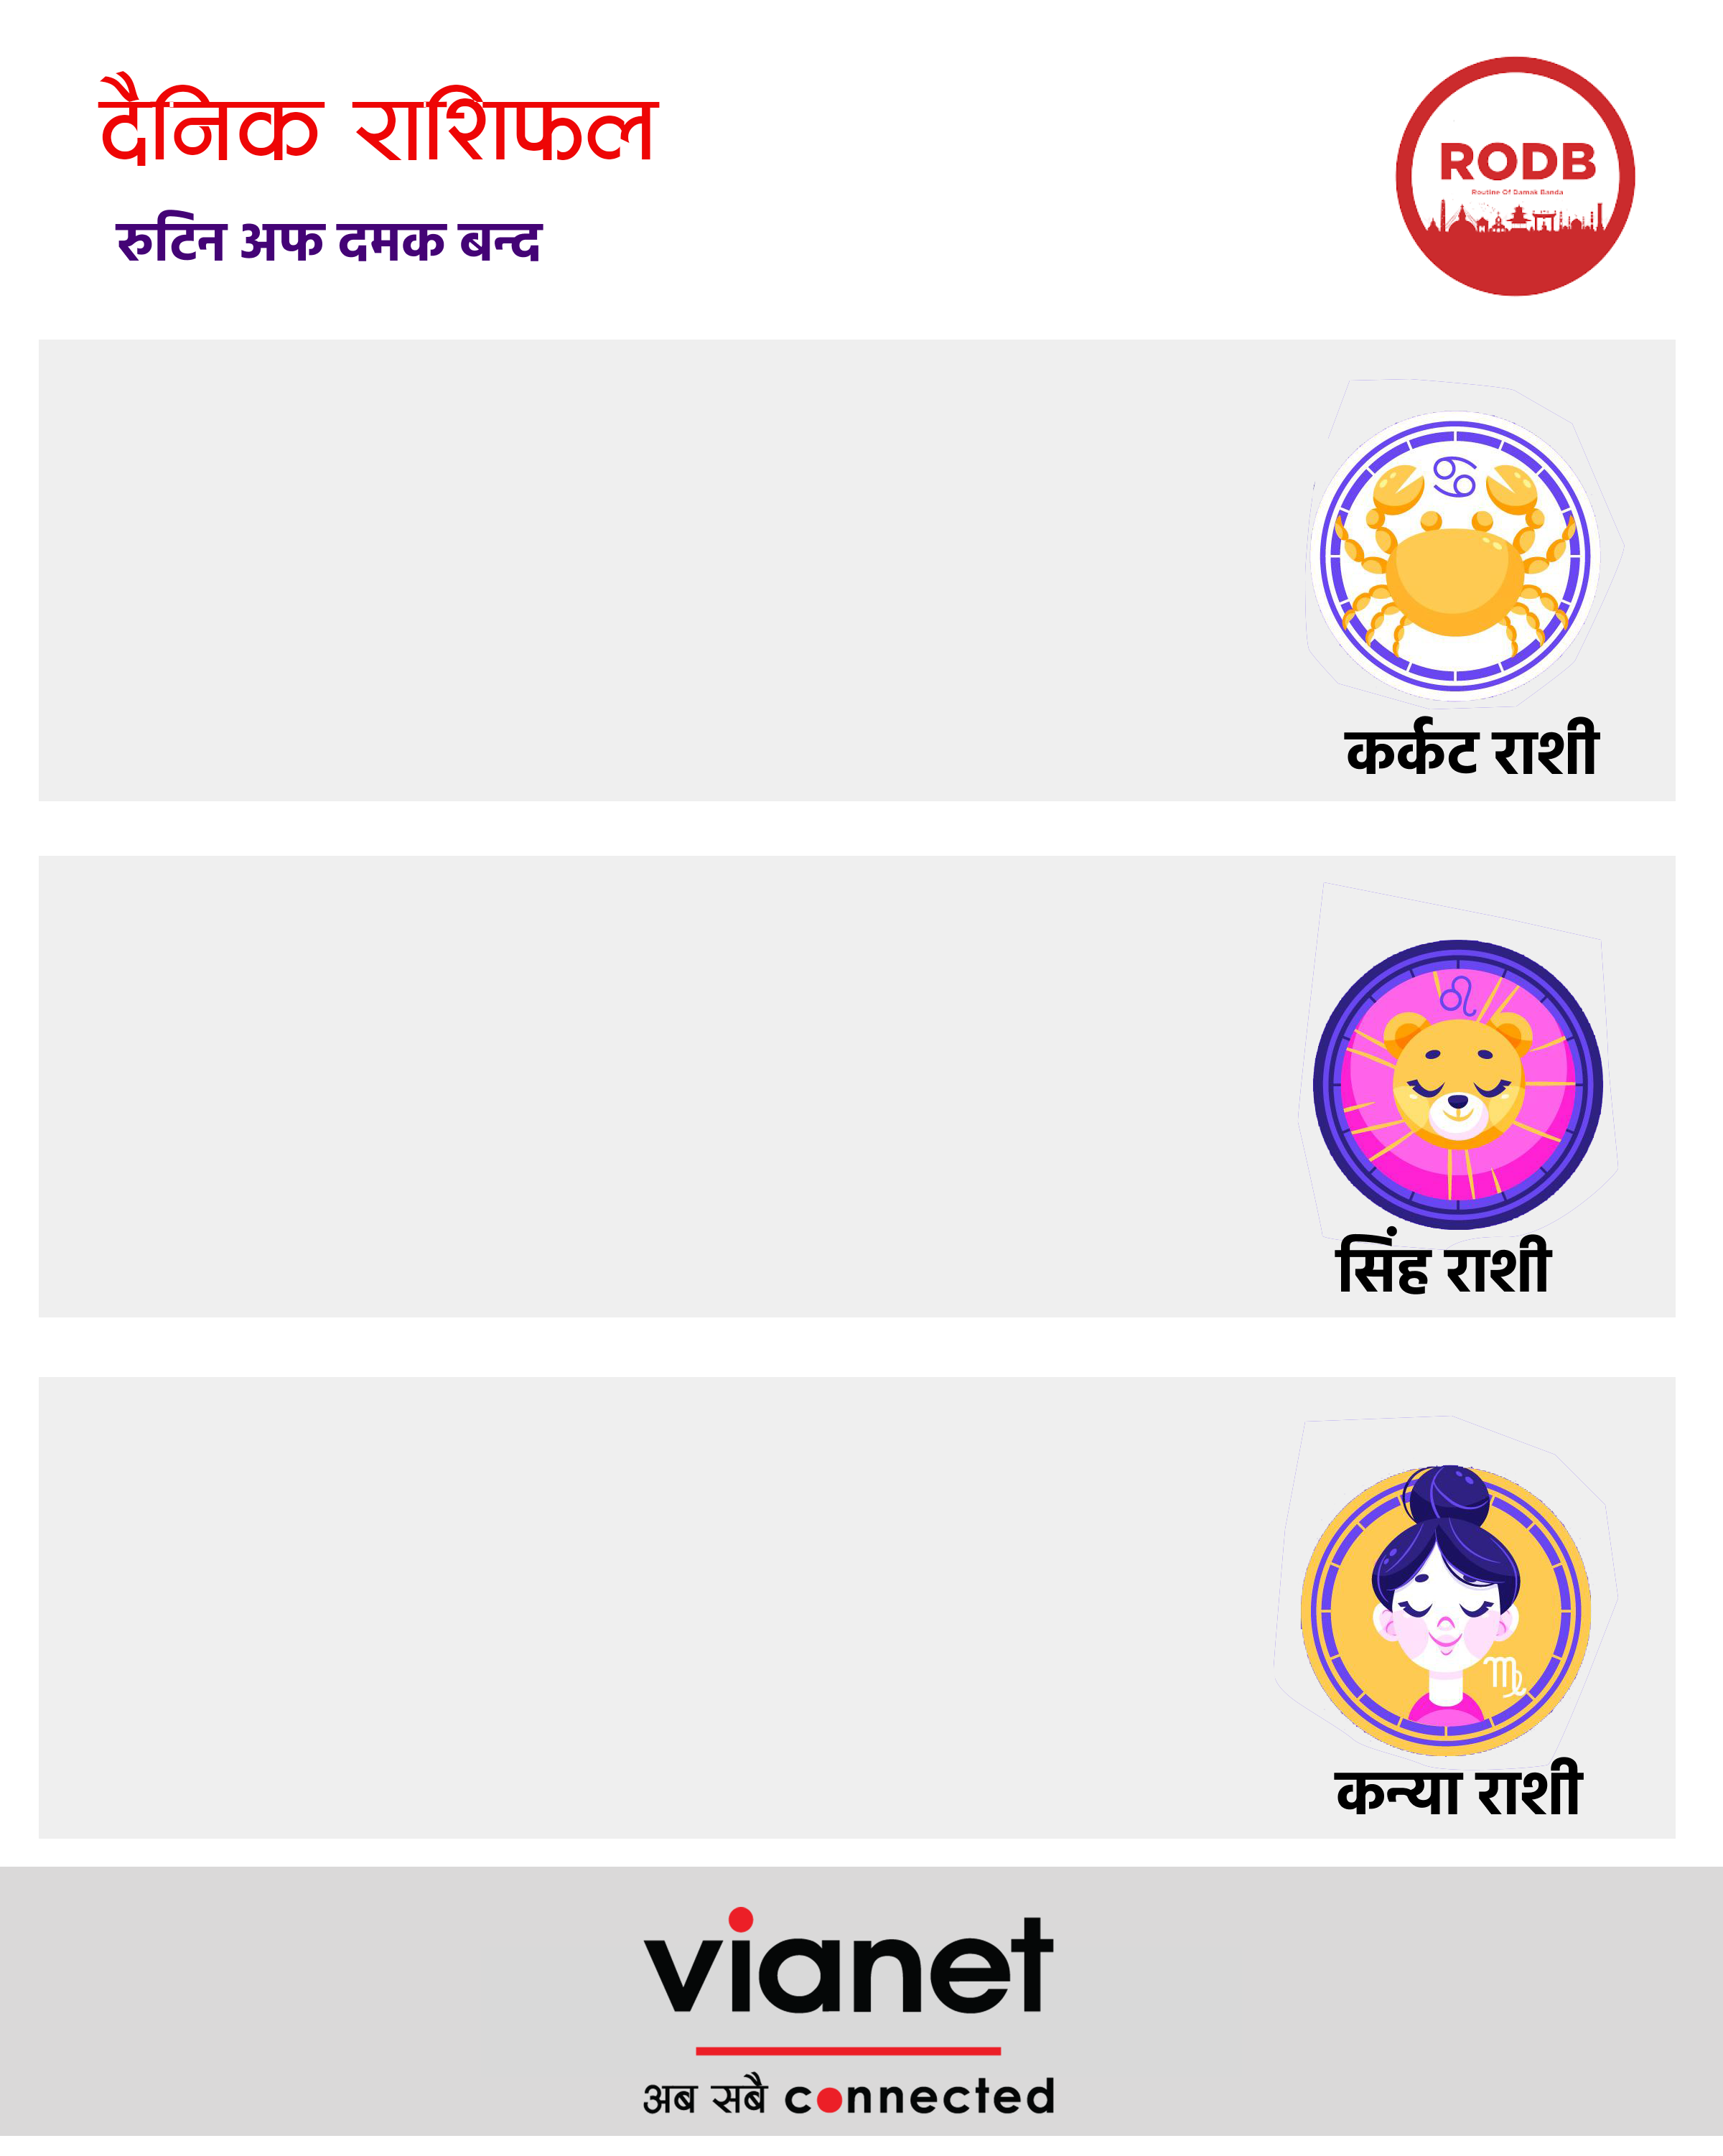 दैनिक राशिफल
रुटिन अफ दमक बन्द
RODB
Routine Of Damak Banda
कर्कट राशी
सिंह राशी
कन्या राशी
vianet
अब सबै connected